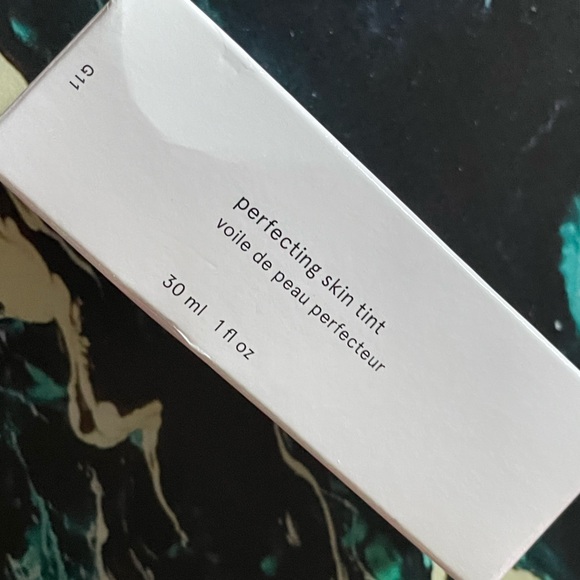 G11
perfecting skin tint
voile de peau perfecteur
30 ml 1 fl oz